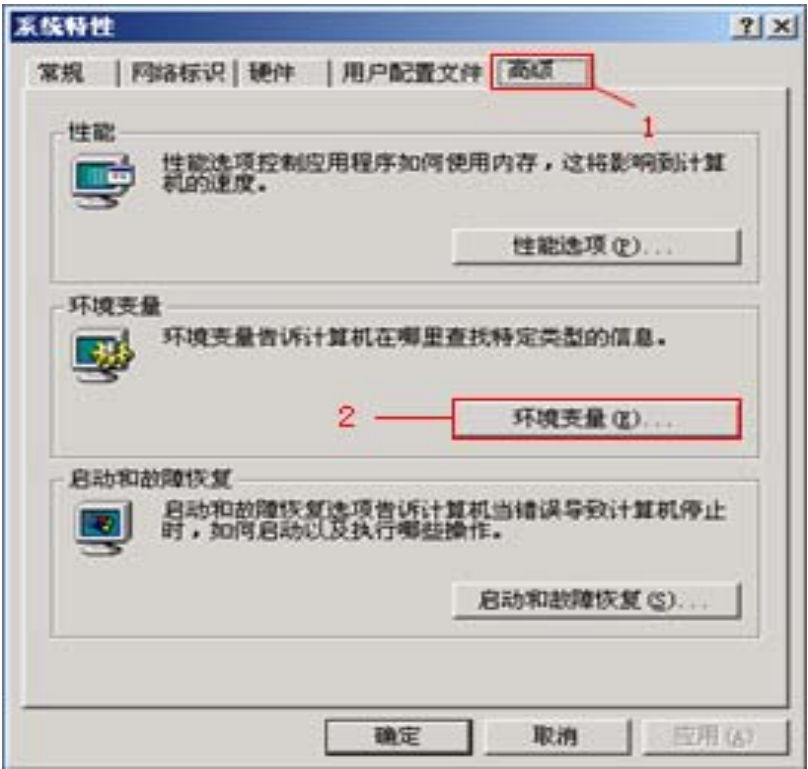 系统特性
常规 网络标识 硬件 用户配置文件 高级
1
性能
性能选项控制应用程序如何使用内存，这将影响到计算
机的速度。
性能选项(P)...
环境变量
环境变量告诉计算机在哪里查找特定类型的信息。
2
环境变量(E)...
启动和故障恢复
启动和故障恢复选项告诉计算机当错误导致计算机停止
时，如何启动以及执行哪些操作。
启动和故障恢复(S)...
确定 取消 应用(A)